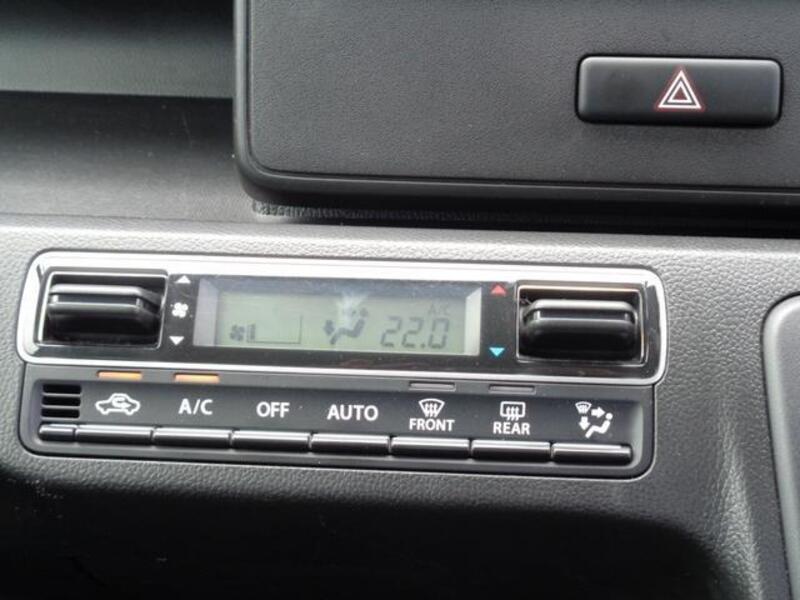 A/C
22.0
A/C
OFF
AUTO
FRONT
REAR